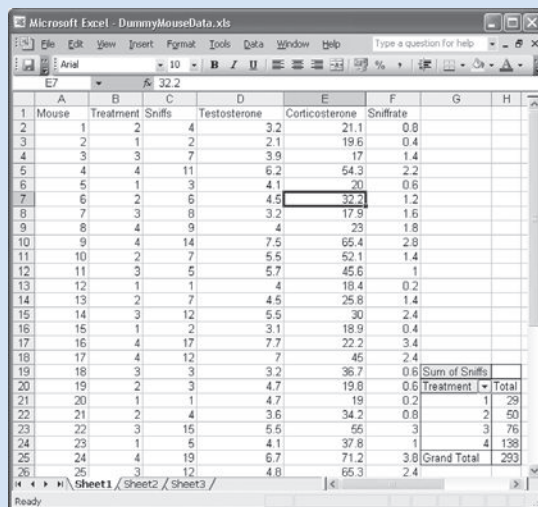 Microsoft Excel - DummyMouseData.xls
File Edit View Insert Format Tools Data Window Help Type a question for help
Arial 10 B I U % ,
E7 fx 32.2
A B C D E F G H
1 Mouse Treatment Sniffs Testosterone Corticosterone Sniffrate
2 1 2 4 3.2 21.1 0.8
3 2 1 2 2.1 19.6 0.4
4 3 3 7 3.9 17 1.4
5 4 4 11 6.2 54.3 2.2
6 5 1 3 4.1 20 0.6
7 6 2 6 4.5 32.2 1.2
8 7 3 8 3.2 17.9 1.6
9 8 4 9 4 23 1.8
10 9 4 14 7.5 65.4 2.8
11 10 2 7 5.5 52.1 1.4
12 11 3 5 5.7 45.6 1
13 12 1 1 4 18.4 0.2
14 13 2 7 4.5 25.8 1.4
15 14 3 12 5.5 30 2.4
16 15 1 2 3.1 18.9 0.4
17 16 4 17 7.7 22.2 3.4
18 17 4 12 7 45 2.4
19 18 3 3 3.2 36.7 0.6 Sum of Sniffs
20 19 2 3 4.7 19.8 0.6 Treatment Total
21 20 1 1 4.7 19 0.2 1 29
22 21 2 4 3.6 34.2 0.8 2 50
23 22 3 15 5.5 55 3 3 76
24 23 1 5 4.1 37.8 1 4 138
25 24 4 19 6.7 71.2 3.8 Grand Total 293
26 25 3 12 4.8 65.3 2.4
Sheet1 / Sheet2 / Sheet3 /
Ready